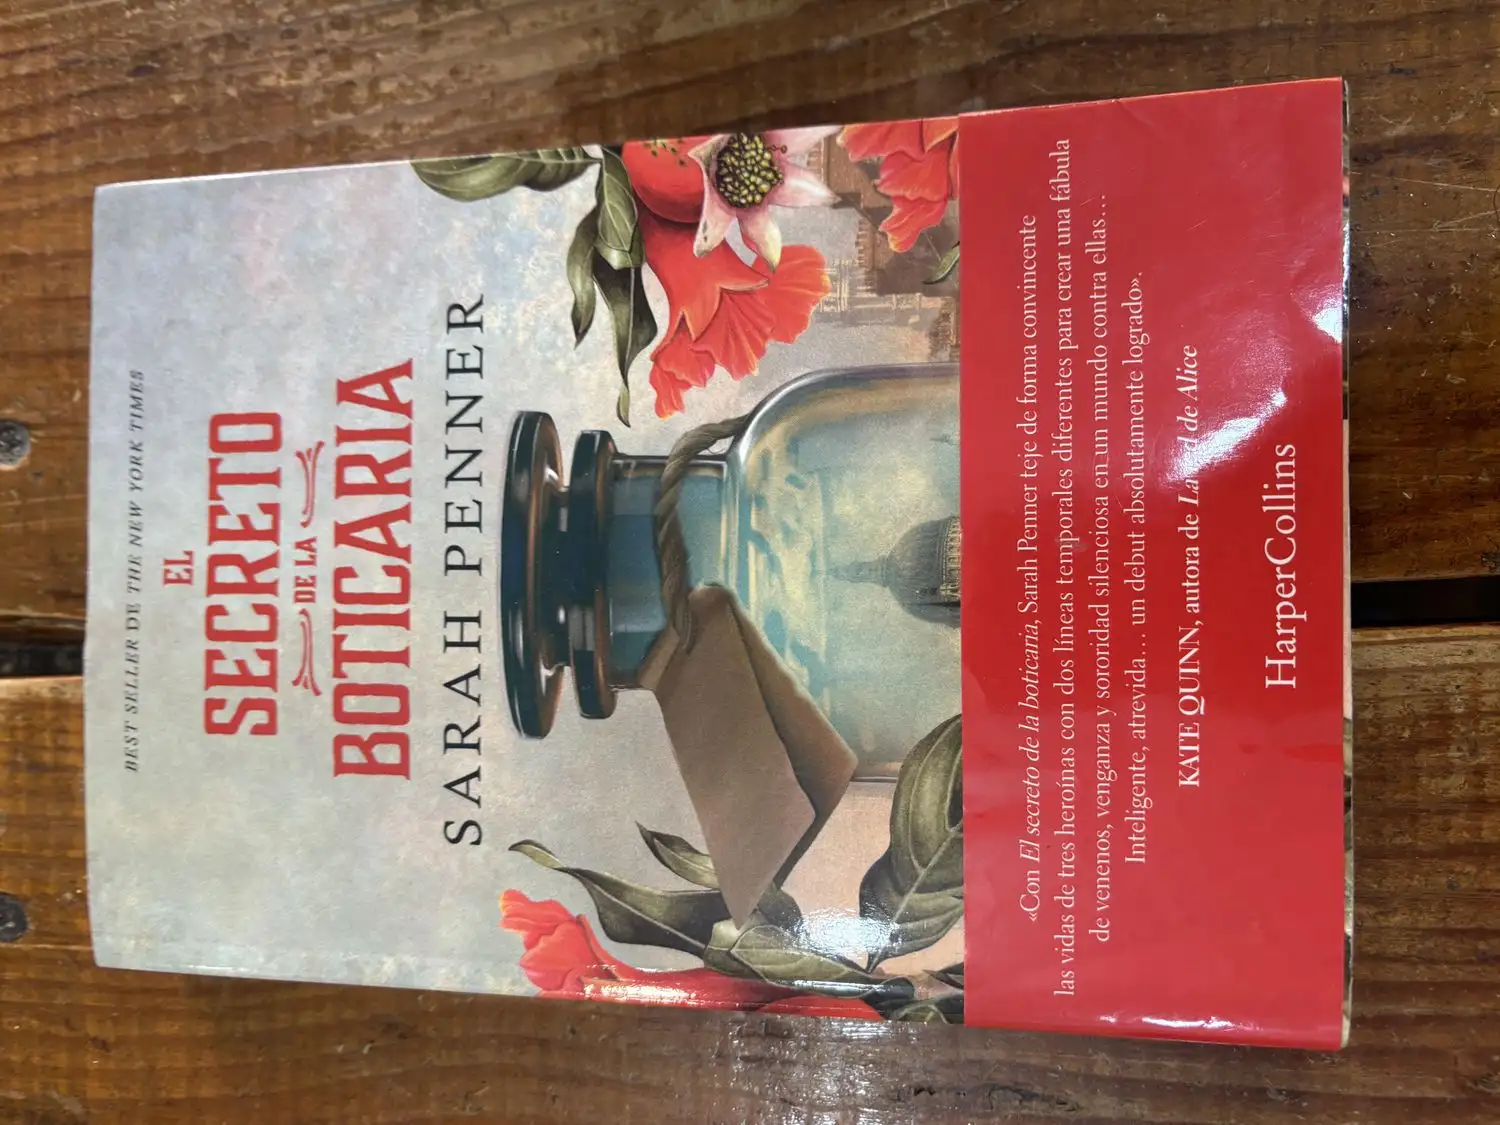 BEST SELLER DE THE NEW YORK TIMES
EL
SECRETO
DE LA
BOTICARIA
SARAH PENNER
«Con El secreto de la boticaria, Sarah Penner teje de forma convincente
las vidas de tres heroínas con dos líneas temporales diferentes para crear una fábula
de venenos, venganza y sororidad silenciosa en un mundo contra ellas…
Inteligente, atrevida… un debut absolutamente logrado».
KATE QUINN, autora de La de Alice
HarperCollins